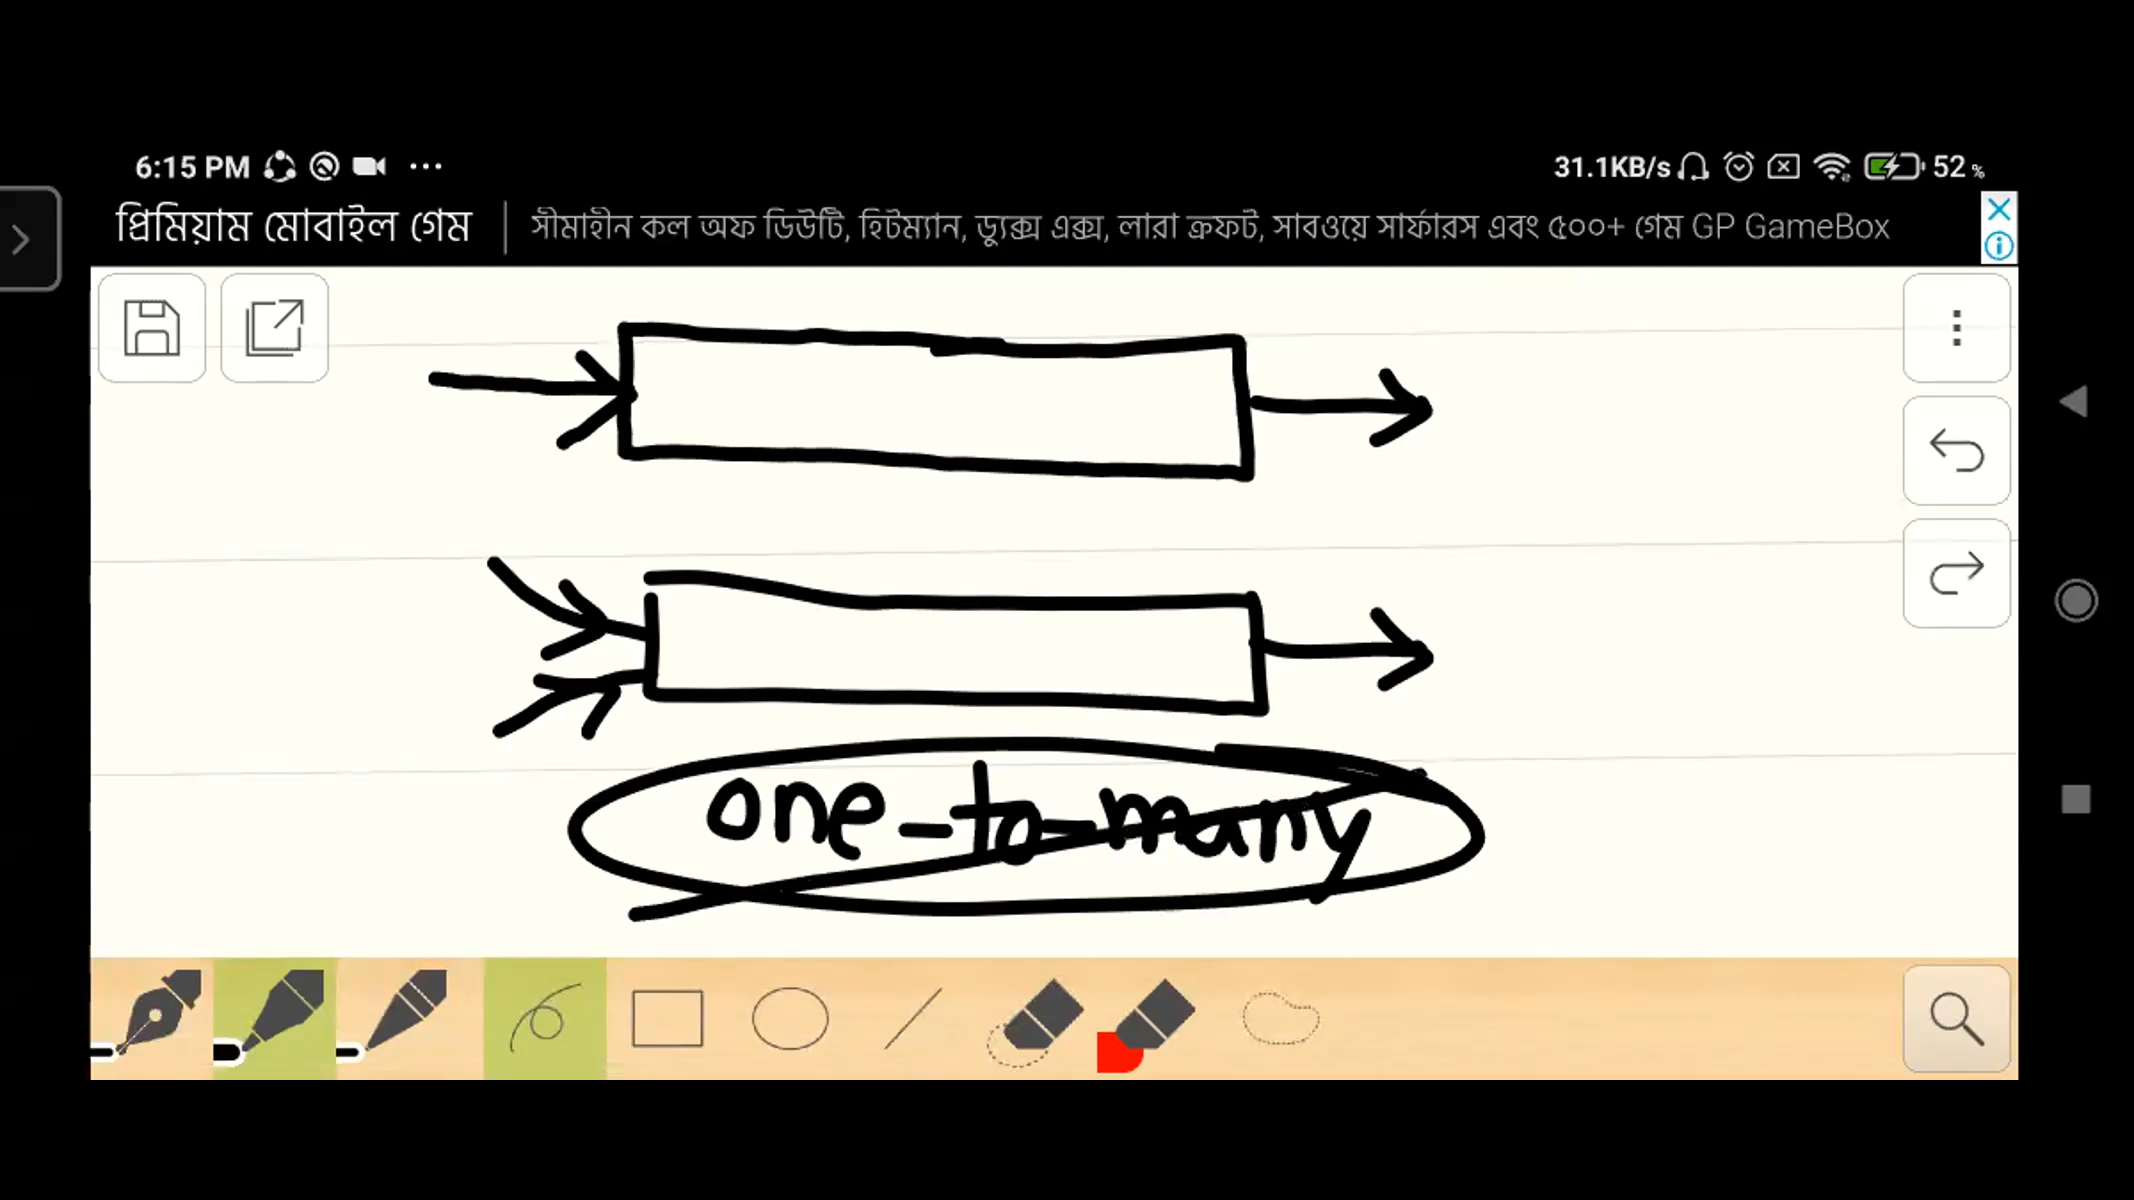 6:15 PM ... 31.1KB/s 52 %
প্রিমিয়াম মোবাইল গেম | সীমাহীন কল অফ ডিউটি, হিটম্যান, ড্যুক্স এক্স, লারা ক্রফট, সাবওয়ে সার্ফারস এবং ৫০০+ গেম GP GameBox
one-to-many